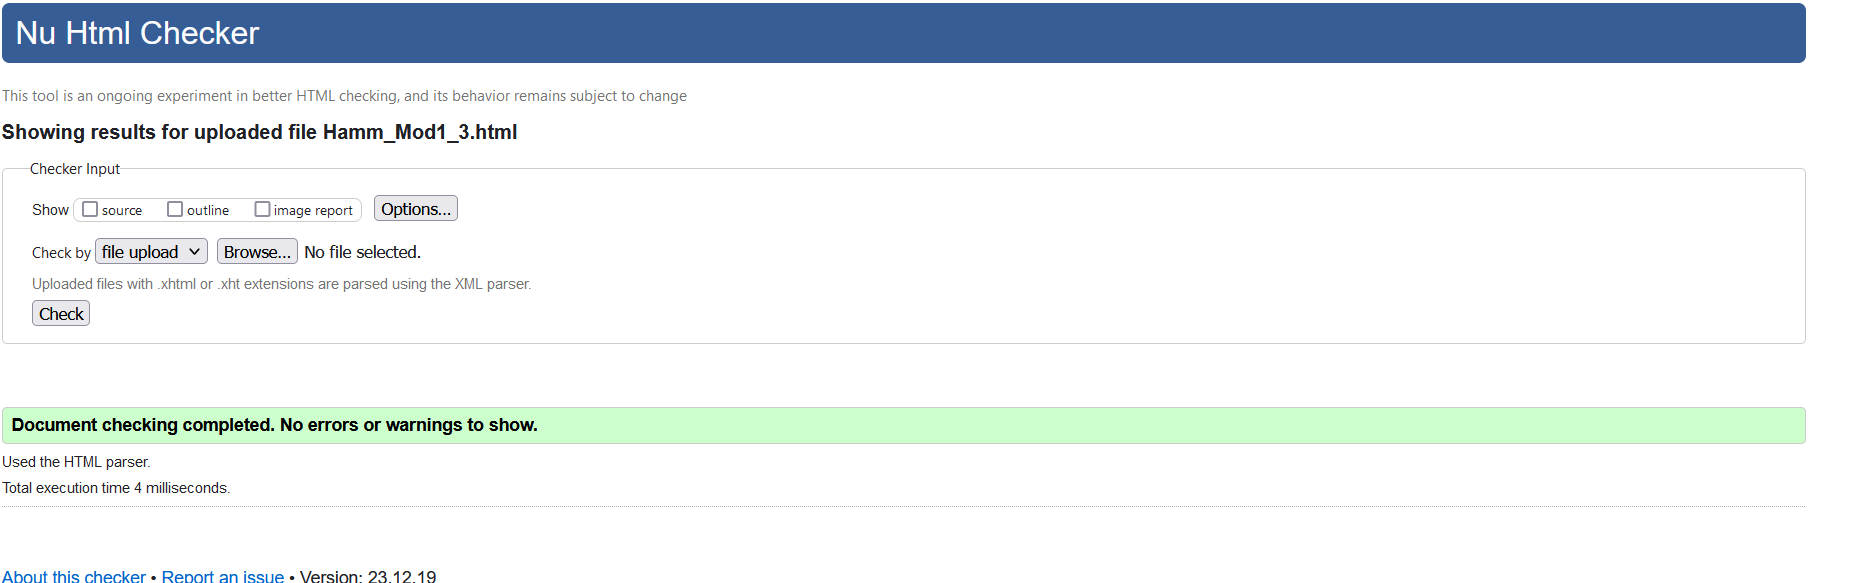 Nu Html Checker
This tool is an ongoing experiment in better HTML checking, and its behavior remains subject to change
Showing results for uploaded file Hamm_Mod1_3.html
Checker Input
Show source outline image report Options...
Check by file upload Browse... No file selected.
Uploaded files with .xhtml or .xht extensions are parsed using the XML parser.
Check
Document checking completed. No errors or warnings to show.
Used the HTML parser.
Total execution time 4 milliseconds.
About this checker • Report an issue • Version: 23.12.19